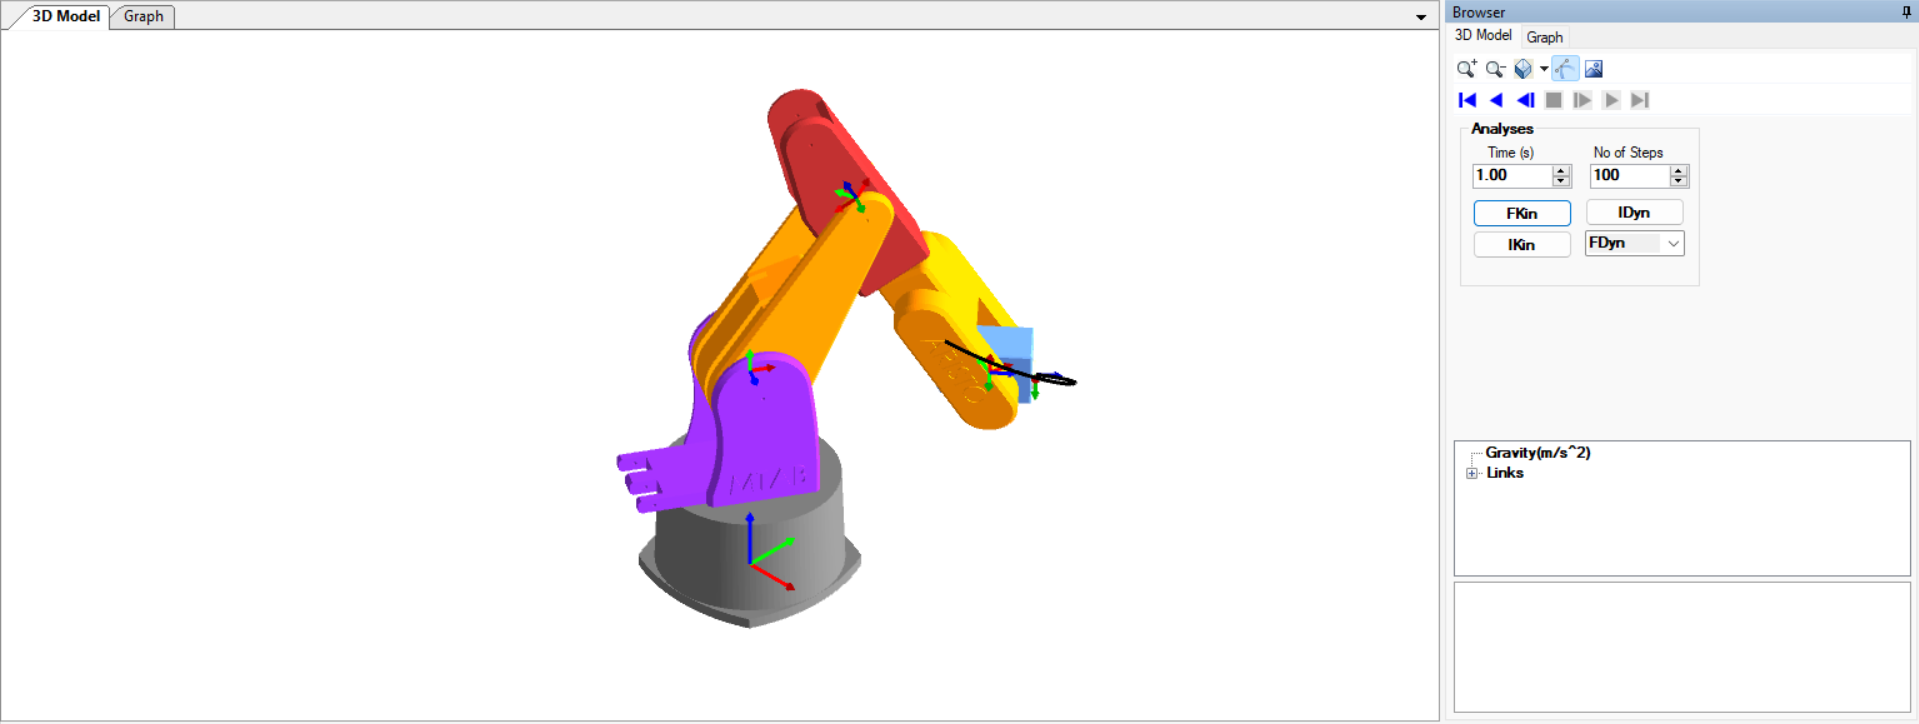 3D Model
Graph
Browser
3D Model
Graph
Analyses
Time (s)
No of Steps
1.00
100
FKin
IDyn
IKin
FDyn
Gravity(m/s^2)
Links
MTAB